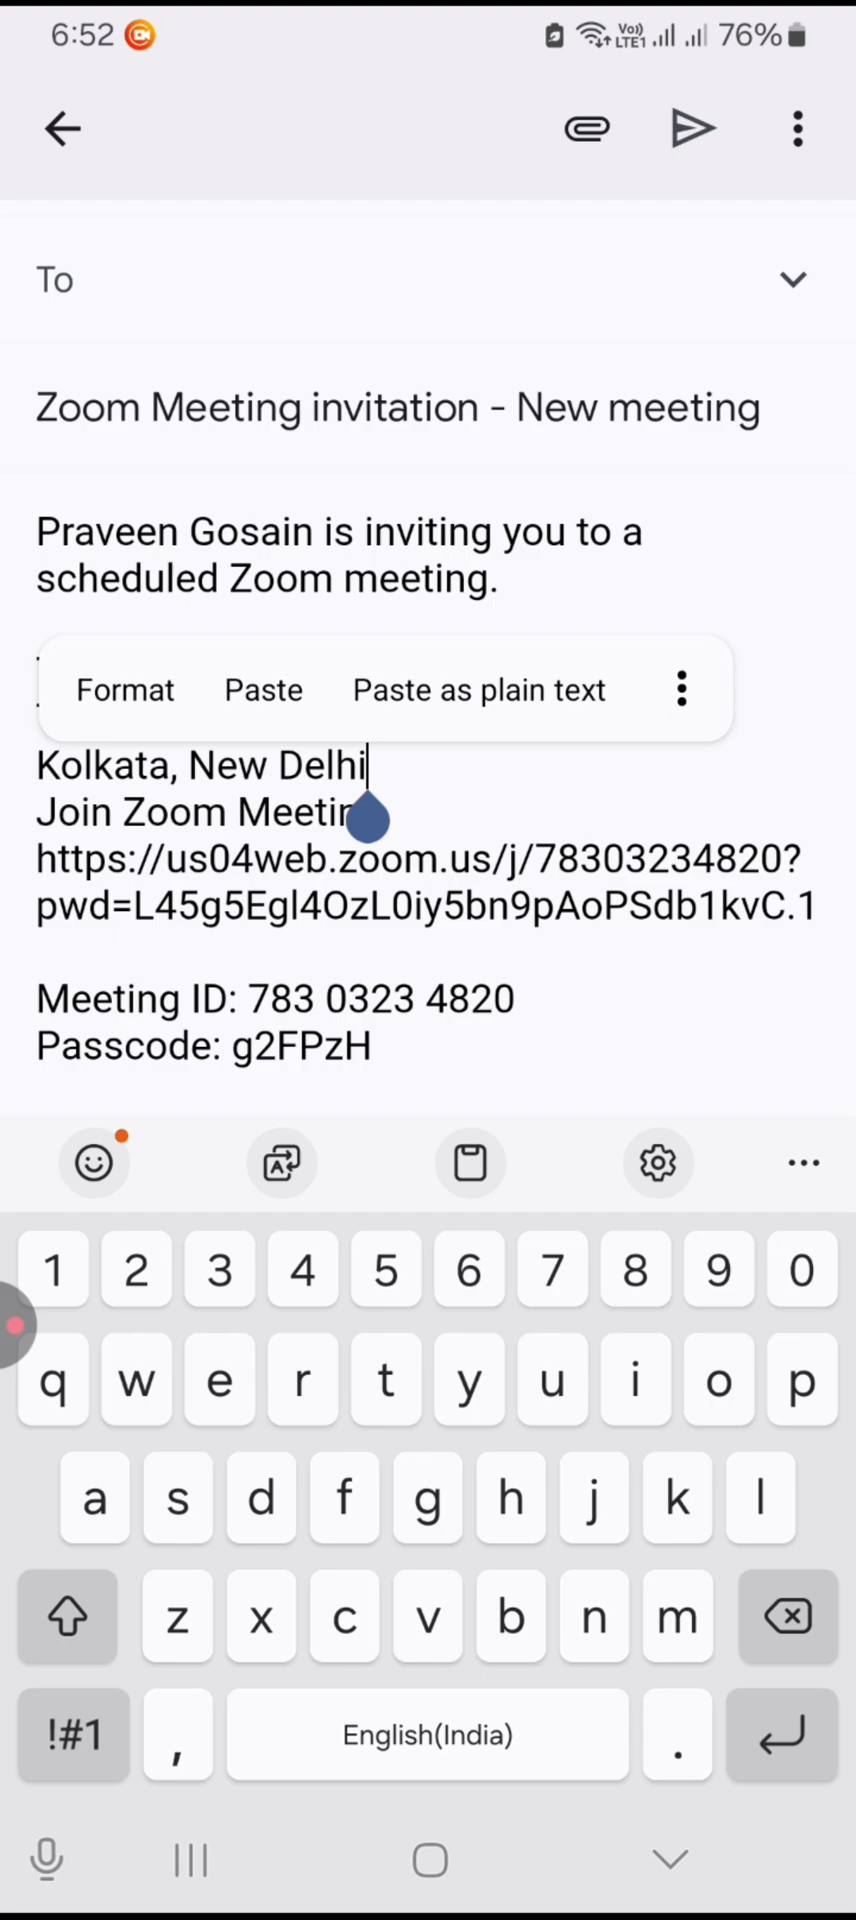 6:52
Vo)) LTE1 76%
To
Zoom Meeting invitation - New meeting
Praveen Gosain is inviting you to a
scheduled Zoom meeting.
Format Paste Paste as plain text
Kolkata, New Delhi
Join Zoom
https://us04web.zoom.us/j/78303234820?
pwd=L45g5Egl4OzL0iy5bn9pAoPSdb1kvC.1
Meeting ID: 783 0323 4820
Passcode: g2FPzH
1 2 3 4 5 6 7 8 9 0
q w e r t y u i o p
a s d f g h j k l
z x c v b n m
!#1 , English(India) .